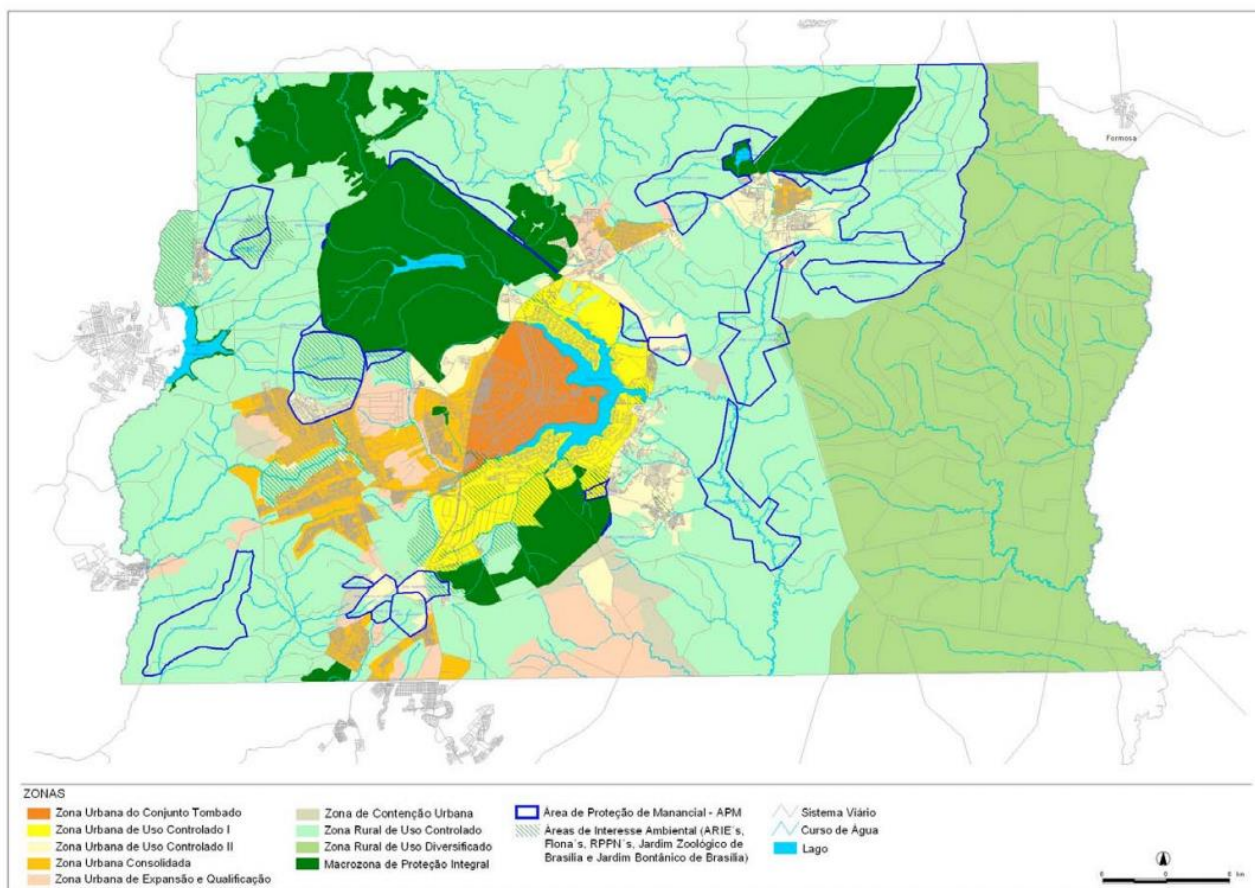 Formosa
ZONAS
Zona Urbana do Conjunto Tombado
Zona Urbana de Uso Controlado I
Zona Urbana de Uso Controlado II
Zona Urbana Consolidada
Zona Urbana de Expansão e Qualificação
Zona de Contenção Urbana
Zona Rural de Uso Controlado
Zona Rural de Uso Diversificado
Macrozona de Proteção Integral
Área de Proteção de Manancial - APM
Áreas de Interesse Ambiental (ARIE´s,
Flona´s, RPPN´s, Jardim Zoológico de
Brasília e Jardim Bontânico de Brasília)
Sistema Viário
Curso de Água
Lago